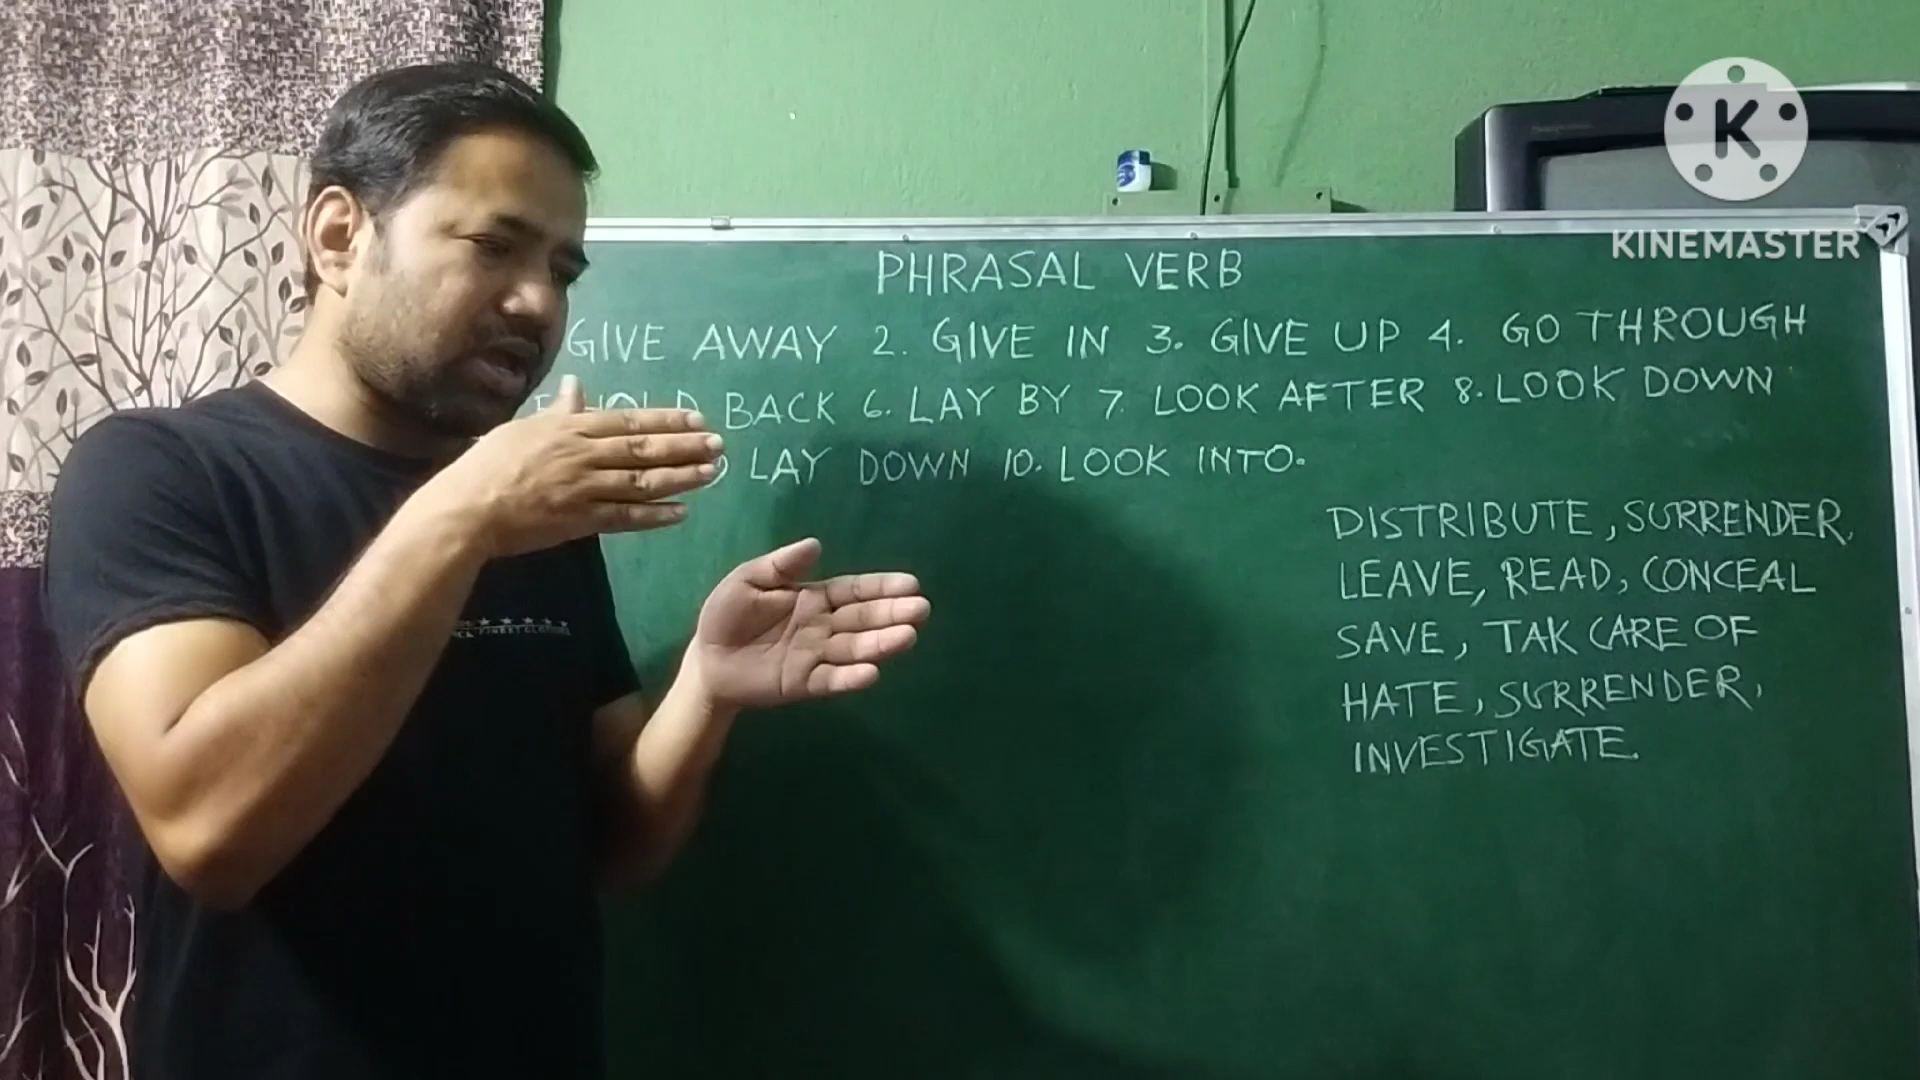 K
KINEMASTER
PHRASAL VERB
GIVE AWAY 2. GIVE IN 3. GIVE UP 4. GO THROUGH
HOLD BACK 6. LAY BY 7. LOOK AFTER 8. LOOK DOWN
LAY DOWN 10. LOOK INTO.
DISTRIBUTE, SURRENDER,
LEAVE, READ, CONCEAL
SAVE, TAK CARE OF
HATE, SURRENDER,
INVESTIGATE.